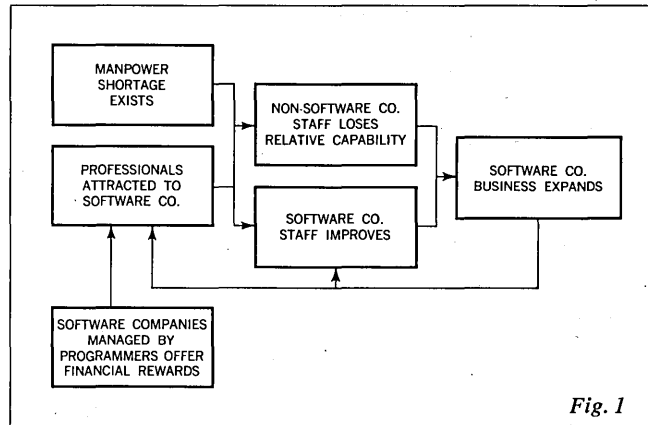 MANPOWER
SHORTAGE
EXISTS
NON-SOFTWARE CO.
STAFF LOSES
RELATIVE CAPABILITY
PROFESSIONALS
ATTRACTED TO
SOFTWARE CO.
SOFTWARE CO.
BUSINESS EXPANDS
SOFTWARE CO.
STAFF IMPROVES
SOFTWARE COMPANIES
MANAGED BY
PROGRAMMERS OFFER
FINANCIAL REWARDS
Fig. 1